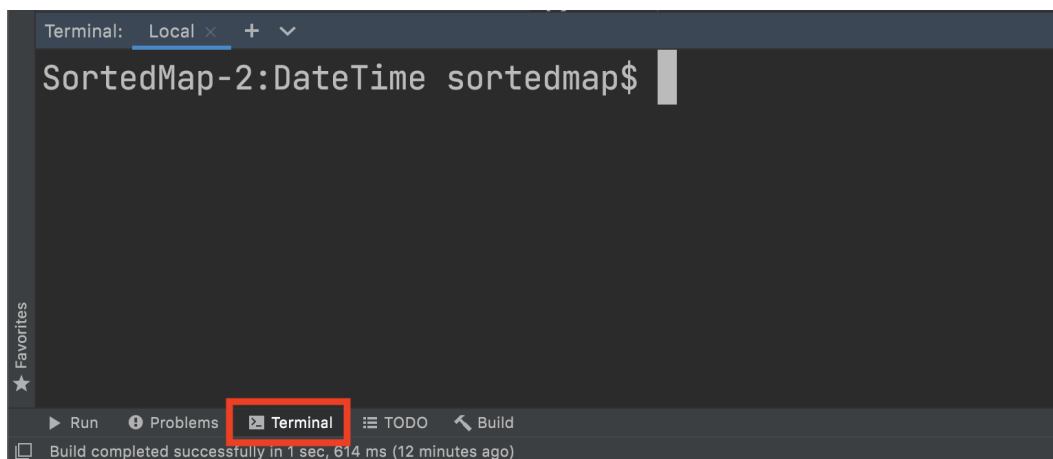 Terminal: Local × + 
SortedMap-2:DateTime sortedmap$
Favorites
Run Problems Terminal TODO Build
Build completed successfully in 1 sec, 614 ms (12 minutes ago)